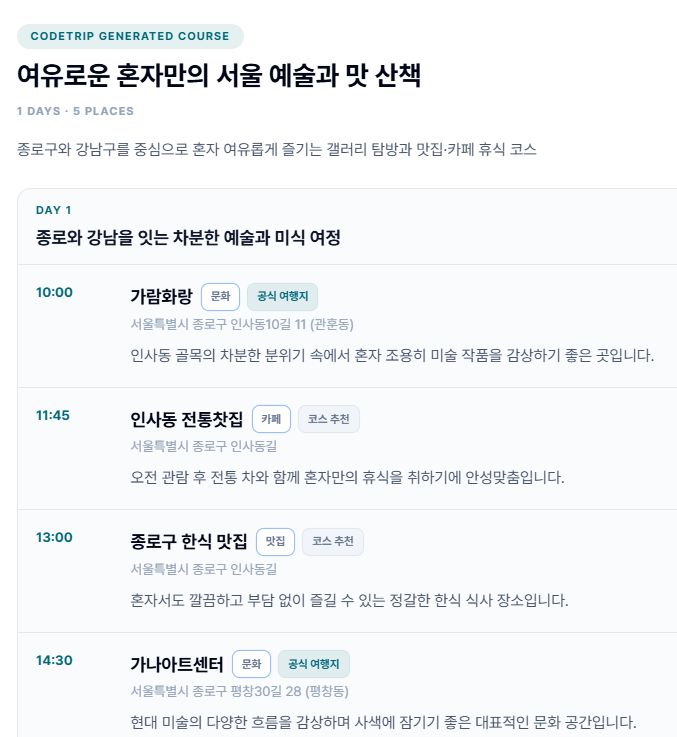 CODETRIP GENERATED COURSE
여유로운 혼자만의 서울 예술과 맛 산책
1 DAYS · 5 PLACES
종로구와 강남구를 중심으로 혼자 여유롭게 즐기는 갤러리 탐방과 맛집·카페 휴식 코스
DAY 1
종로와 강남을 잇는 차분한 예술과 미식 여정
10:00 가람화랑 문화 공식 여행지
서울특별시 종로구 인사동10길 11 (관훈동)
인사동 골목의 차분한 분위기 속에서 혼자 조용히 미술 작품을 감상하기 좋은 곳입니다.
11:45 인사동 전통찻집 카페 코스 추천
서울특별시 종로구 인사동길
오전 관람 후 전통 차와 함께 혼자만의 휴식을 취하기에 안성맞춤입니다.
13:00 종로구 한식 맛집 맛집 코스 추천
서울특별시 종로구 인사동길
혼자서도 깔끔하고 부담 없이 즐길 수 있는 정갈한 한식 식사 장소입니다.
14:30 가나아트센터 문화 공식 여행지
서울특별시 종로구 평창30길 28 (평창동)
현대 미술의 다양한 흐름을 감상하며 사색에 잠기기 좋은 대표적인 문화 공간입니다.